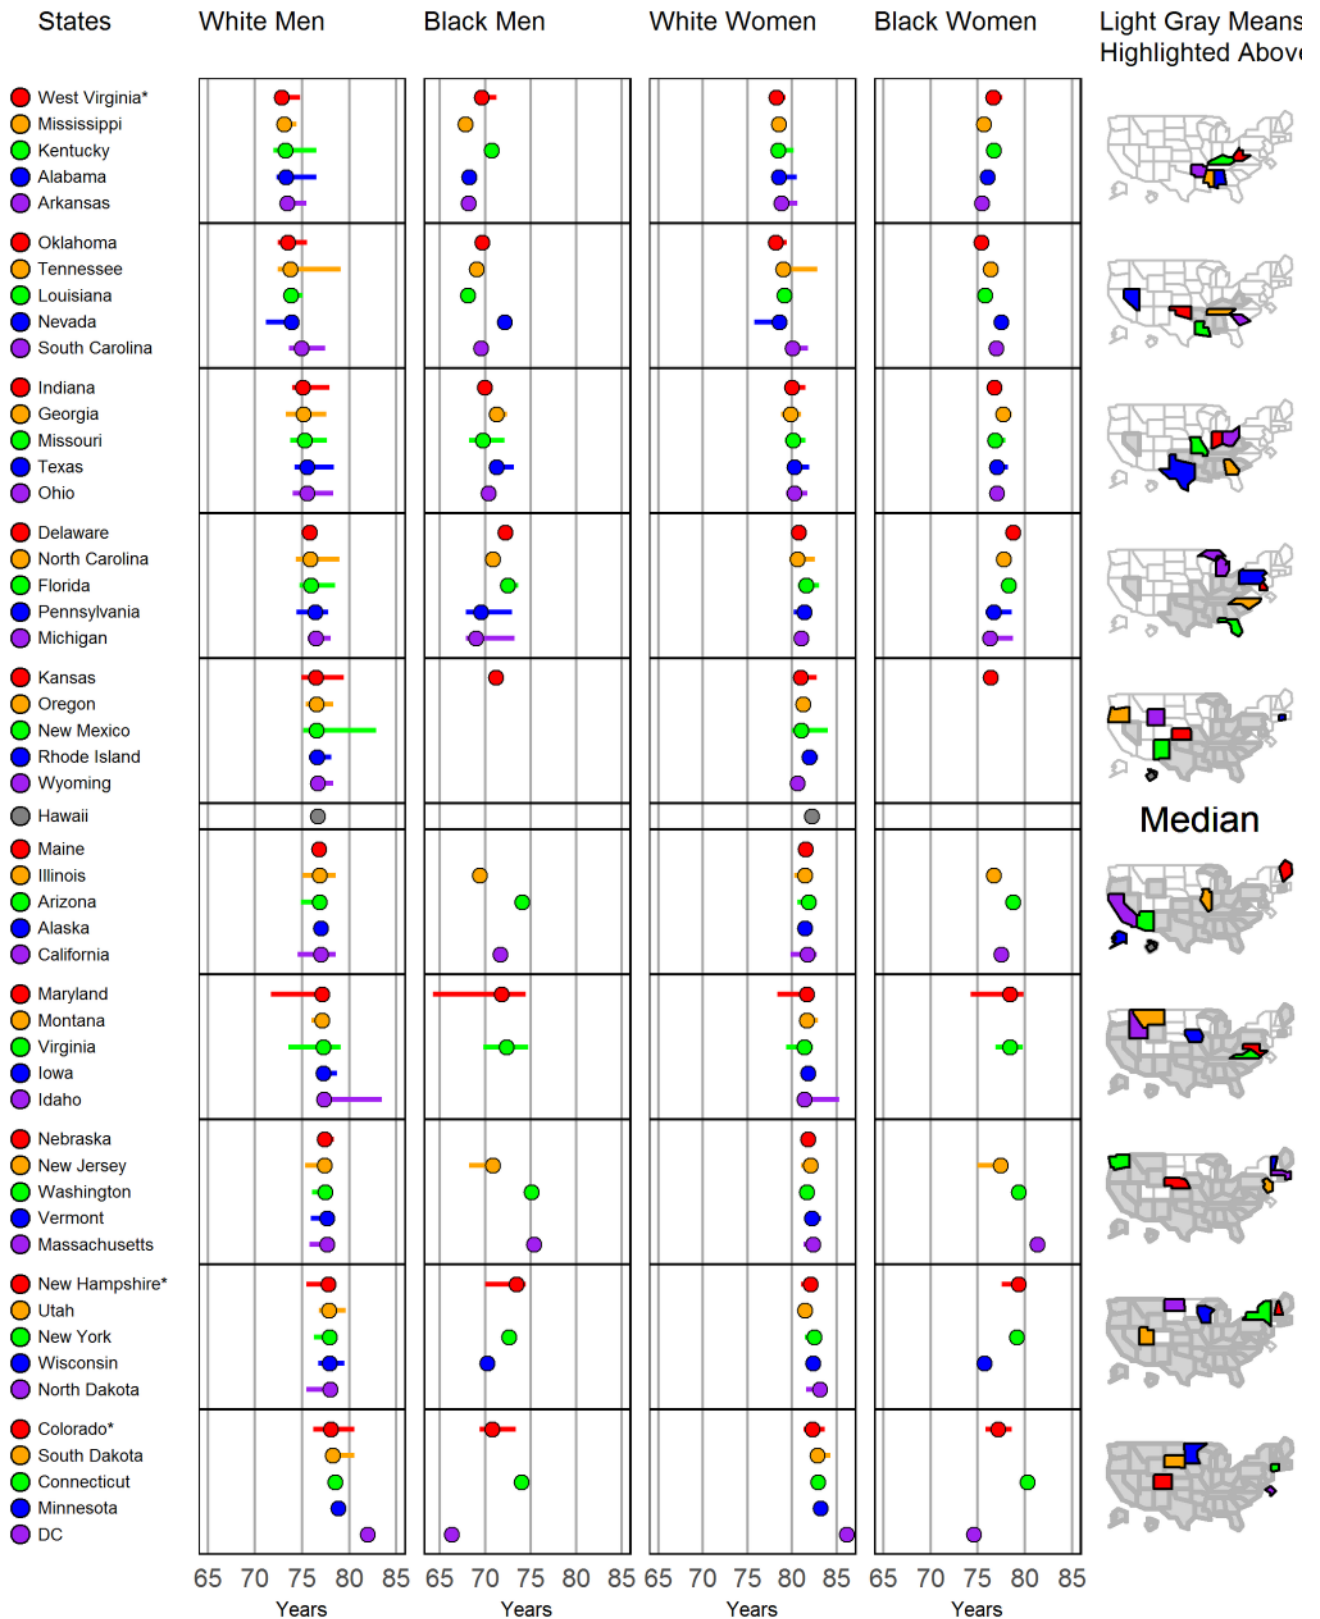 States White Men Black Men White Women Black Women Light Gray Means
Highlighted Above
West Virginia*
Mississippi
Kentucky
Alabama
Arkansas
Oklahoma
Tennessee
Louisiana
Nevada
South Carolina
Indiana
Georgia
Missouri
Texas
Ohio
Delaware
North Carolina
Florida
Pennsylvania
Michigan
Kansas
Oregon
New Mexico
Rhode Island
Wyoming
Hawaii Median
Maine
Illinois
Arizona
Alaska
California
Maryland
Montana
Virginia
Iowa
Idaho
Nebraska
New Jersey
Washington
Vermont
Massachusetts
New Hampshire*
Utah
New York
Wisconsin
North Dakota
Colorado*
South Dakota
Connecticut
Minnesota
DC
65 70 75 80 85 65 70 75 80 85 65 70 75 80 85 65 70 75 80 85
Years Years Years Years